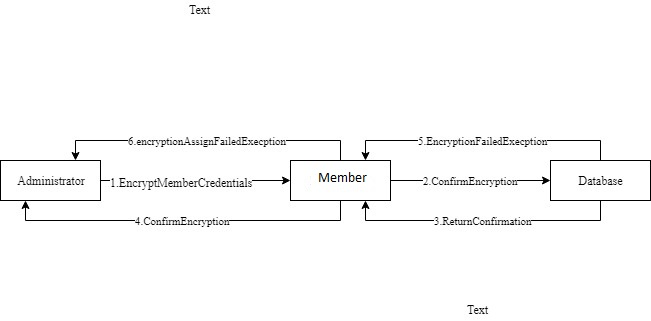 Text
6.encryptionAssignFailedExecption
5.EncryptionFailedExecption
Administrator
1.EncryptMemberCredentials
Member
2.ConfirmEncryption
Database
4.ConfirmEncryption
3.ReturnConfirmation
Text